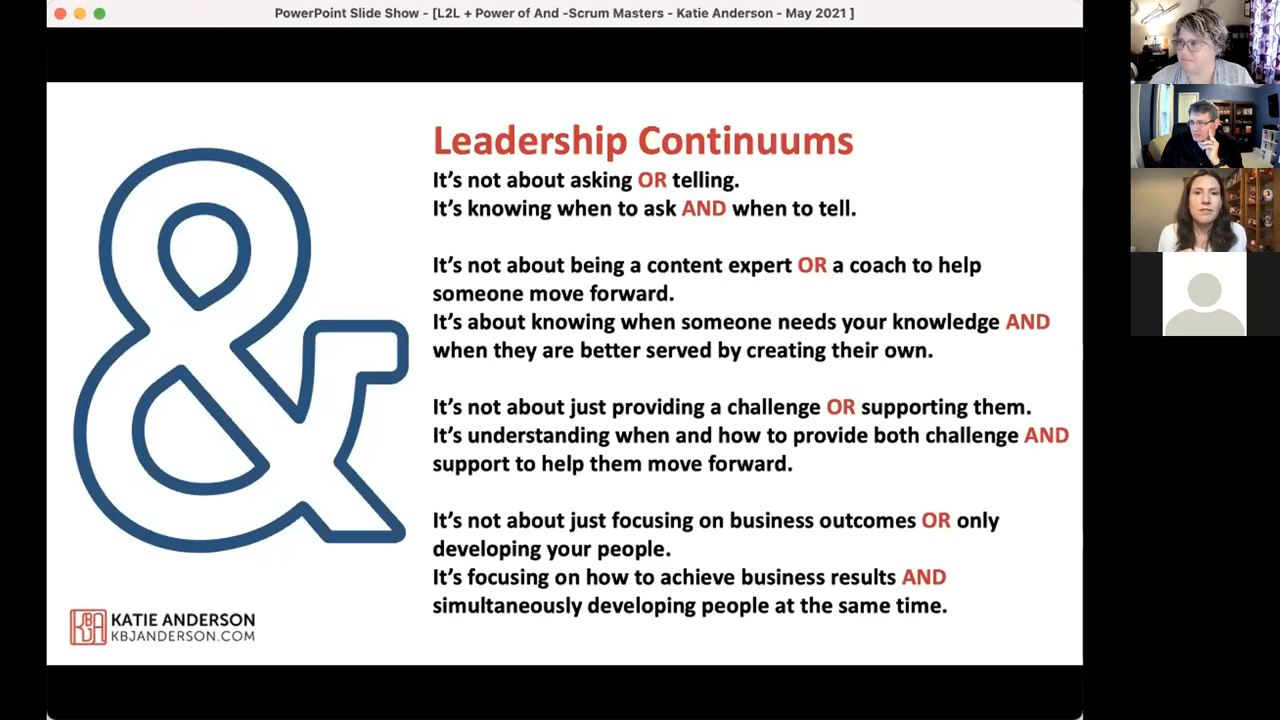 PowerPoint Slide Show - [L2L + Power of And -Scrum Masters - Katie Anderson - May 2021 ]
Leadership Continuums
It's not about asking OR telling.
It's knowing when to ask AND when to tell.
It's not about being a content expert OR a coach to help
someone move forward.
It's about knowing when someone needs your knowledge AND
when they are better served by creating their own.
It's not about just providing a challenge OR supporting them.
It's understanding when and how to provide both challenge AND
support to help them move forward.
It's not about just focusing on business outcomes OR only
developing your people.
It's focusing on how to achieve business results AND
simultaneously developing people at the same time.
&
KBJA
KATIE ANDERSON
KBJANDERSON.COM